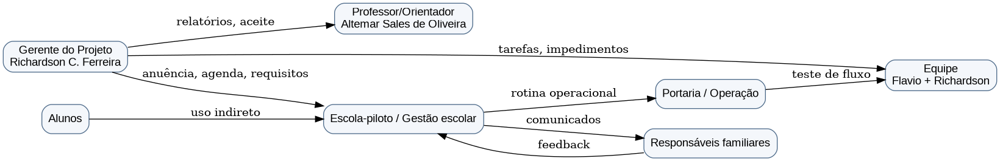 Professor/Orientador
Altemar Sales de Oliveira
relatórios, aceite
Gerente do Projeto
Richardson C. Ferreira
tarefas, impedimentos
Equipe
Flavio + Richardson
anuência, agenda, requisitos
teste de fluxo
rotina operacional
Portaria / Operação
Alunos
uso indireto
Escola-piloto / Gestão escolar
comunicados
feedback
Responsáveis familiares